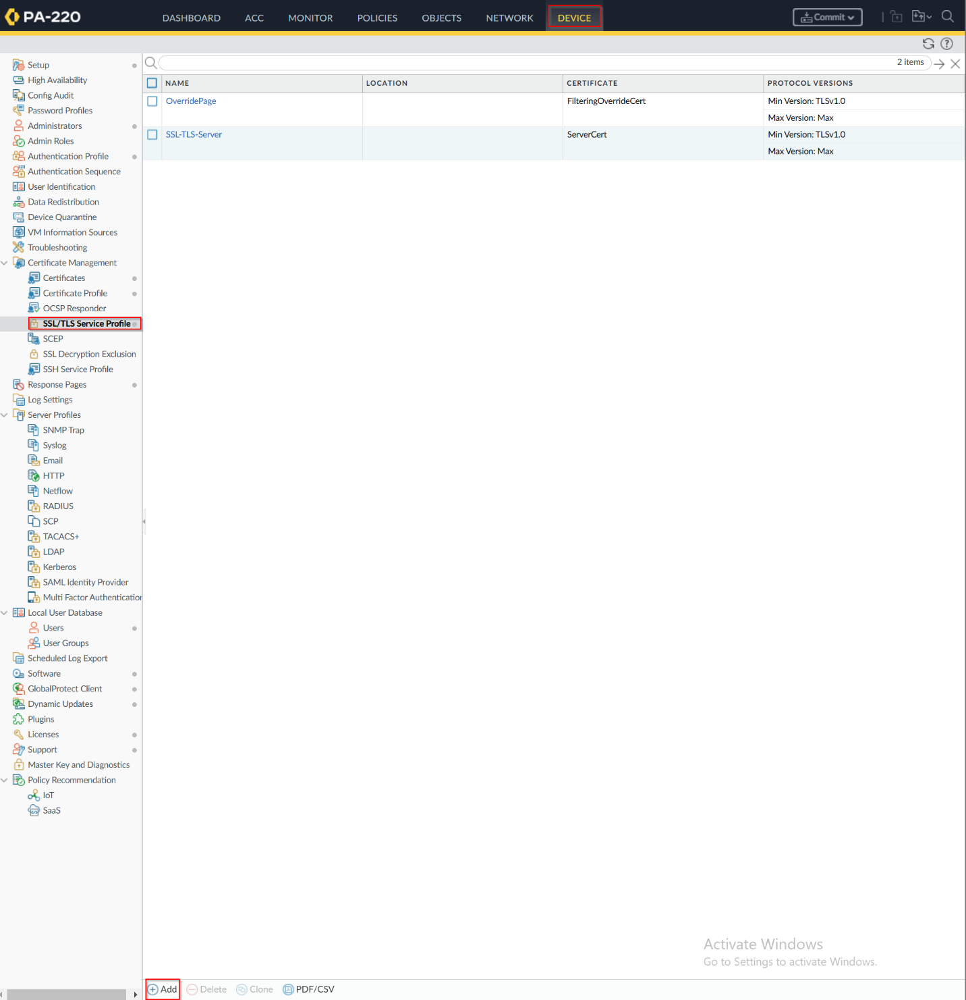 PA-220
DASHBOARD ACC MONITOR POLICIES OBJECTS NETWORK DEVICE Commit
2 items
NAME LOCATION CERTIFICATE PROTOCOL VERSIONS
OverridePage FilteringOverrideCert Min Version: TLSv1.0
Max Version: Max
SSL-TLS-Server ServerCert Min Version: TLSv1.0
Max Version: Max
Setup
High Availability
Config Audit
Password Profiles
Administrators
Admin Roles
Authentication Profile
Authentication Sequence
User Identification
Data Redistribution
Device Quarantine
VM Information Sources
Troubleshooting
Certificate Management
Certificates
Certificate Profile
OCSP Responder
SSL/TLS Service Profile
SCEP
SSL Decryption Exclusion
SSH Service Profile
Response Pages
Log Settings
Server Profiles
SNMP Trap
Syslog
Email
HTTP
Netflow
RADIUS
SCP
TACACS+
LDAP
Kerberos
SAML Identity Provider
Multi Factor Authentication
Local User Database
Users
User Groups
Scheduled Log Export
Software
GlobalProtect Client
Dynamic Updates
Plugins
Licenses
Support
Master Key and Diagnostics
Policy Recommendation
IoT
SaaS
Activate Windows
Go to Settings to activate Windows.
Add Delete Clone PDF/CSV